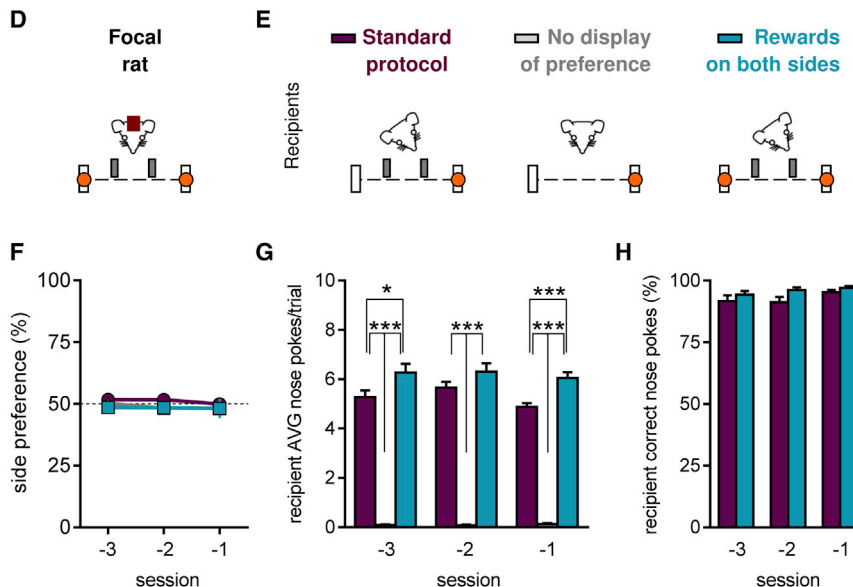 D
Focal
rat
E
Standard
protocol
No display
of preference
Rewards
on both sides
Recipients
F
side preference (%)
100
75
50
25
0
-3 -2 -1
session
G
recipient AVG nose pokes/trial
10
8
6
4
2
0
*
***
***
***
***
-3 -2 -1
session
H
recipient correct nose pokes (%)
100
75
50
25
0
-3 -2 -1
session